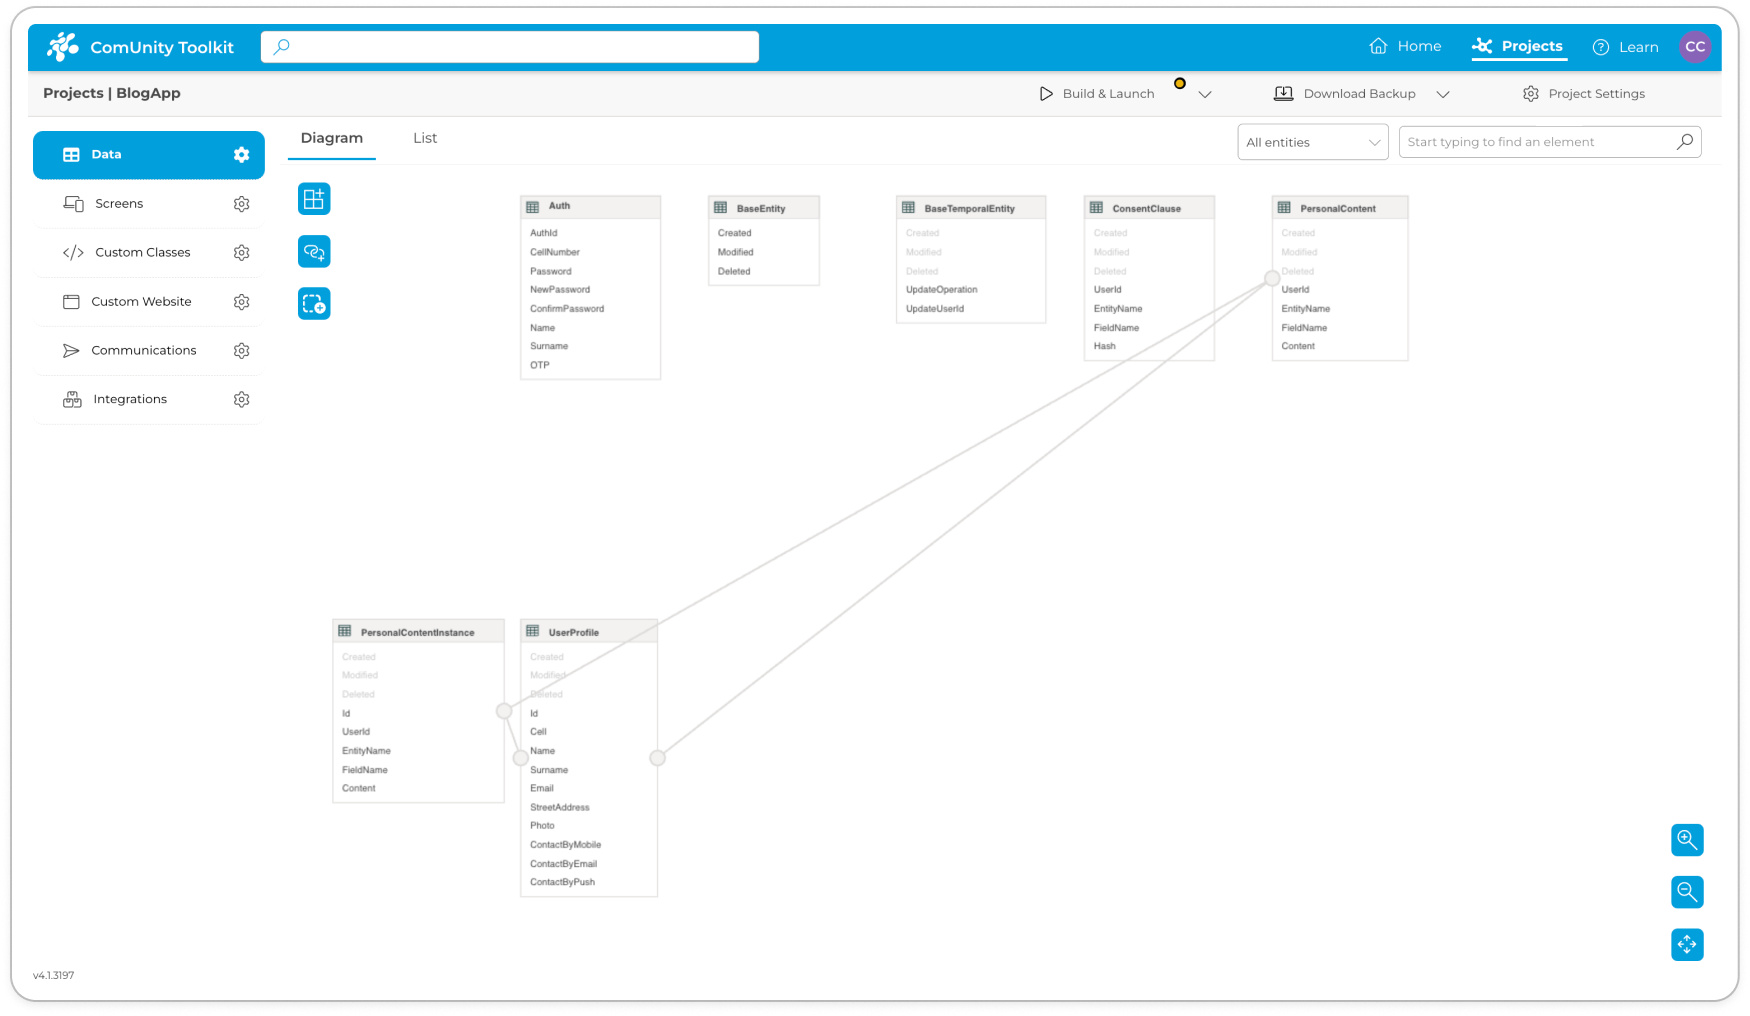 ComUnity Toolkit
Home
Projects
Learn
CC
Projects | BlogApp
Build & Launch
Download Backup
Project Settings
Data
Screens
Custom Classes
Custom Website
Communications
Integrations
Diagram
List
All entities
Start typing to find an element
Auth
AuthId
CellNumber
Password
NewPassword
ConfirmPassword
Name
Surname
OTP
BaseEntity
Created
Modified
Deleted
BaseTemporalEntity
Created
Modified
Deleted
UpdateOperation
UpdateUserId
ConsentClause
Created
Modified
Deleted
UserId
EntityName
FieldName
Hash
PersonalContent
Created
Modified
Deleted
UserId
EntityName
FieldName
Content
PersonalContentInstance
Created
Modified
Deleted
Id
UserId
EntityName
FieldName
Content
UserProfile
Created
Modified
Deleted
Id
Cell
Name
Surname
Email
StreetAddress
Photo
ContactByMobile
ContactByEmail
ContactByPush
v4.1.3197